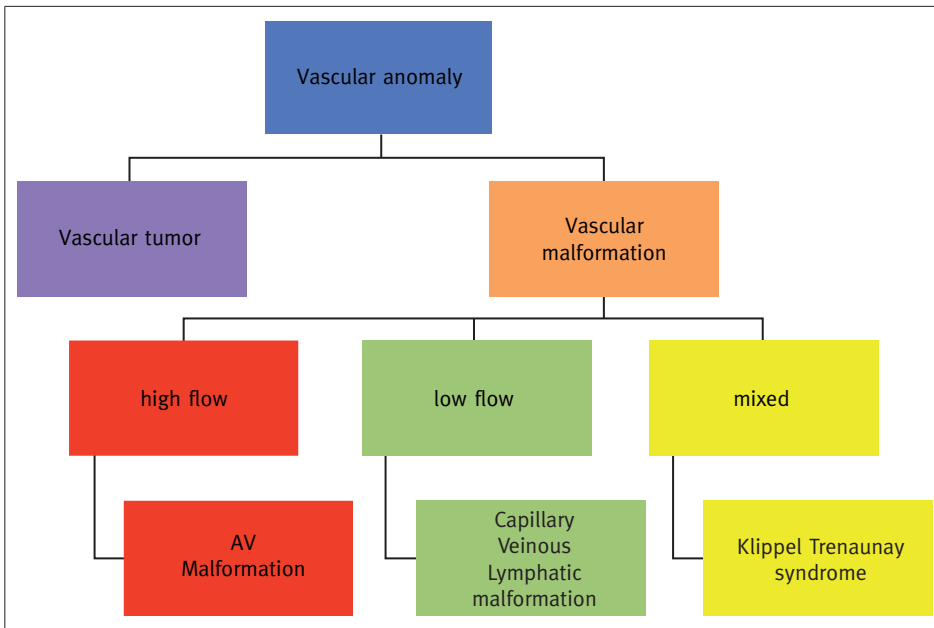 Vascular anomaly
Vascular tumor
Vascular
malformation
high flow
low flow
mixed
AV
Malformation
Capillary
Veinous
Lymphatic
malformation
Klippel Trenaunay
syndrome